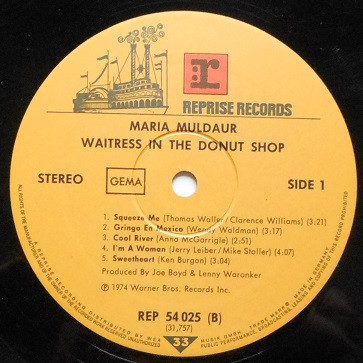 r
REPRISE RECORDS
MARIA MULDAUR
WAITRESS IN THE DONUT SHOP
STEREO
GEMA
SIDE 1
1 Squeeze Me (Thomas Waller/Clarence Williams) (3:21)
2 Gringo En Mexico (Wendy Waldman) (3:17)
3 Cool River (Anna McGarrigle) (3:23)
4 I'm A Woman (Jerry Leiber/Mike Stoller) (4:07)
5 Sweetheart (Ken Burgan) (3:04)
Produced By Joe Boyd & Lenny Waronker
Ⓟ 1974 Warner Bros. Records Inc.
REP 54 025 (B)
(31,757)
33